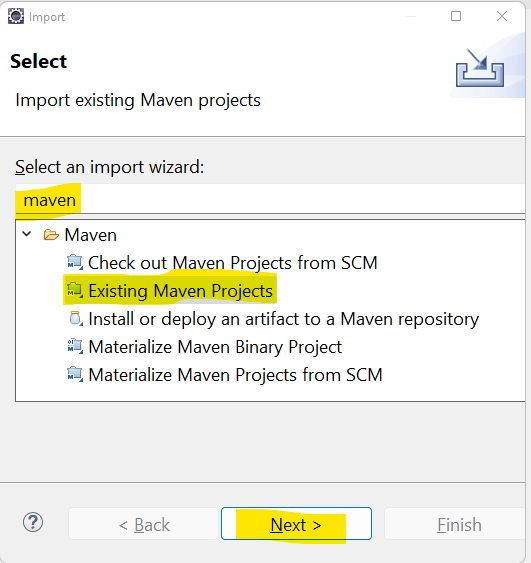 Import
Select
Import existing Maven projects
Select an import wizard:
maven
Maven
Check out Maven Projects from SCM
Existing Maven Projects
Install or deploy an artifact to a Maven repository
Materialize Maven Binary Project
Materialize Maven Projects from SCM
? < Back Next > Finish